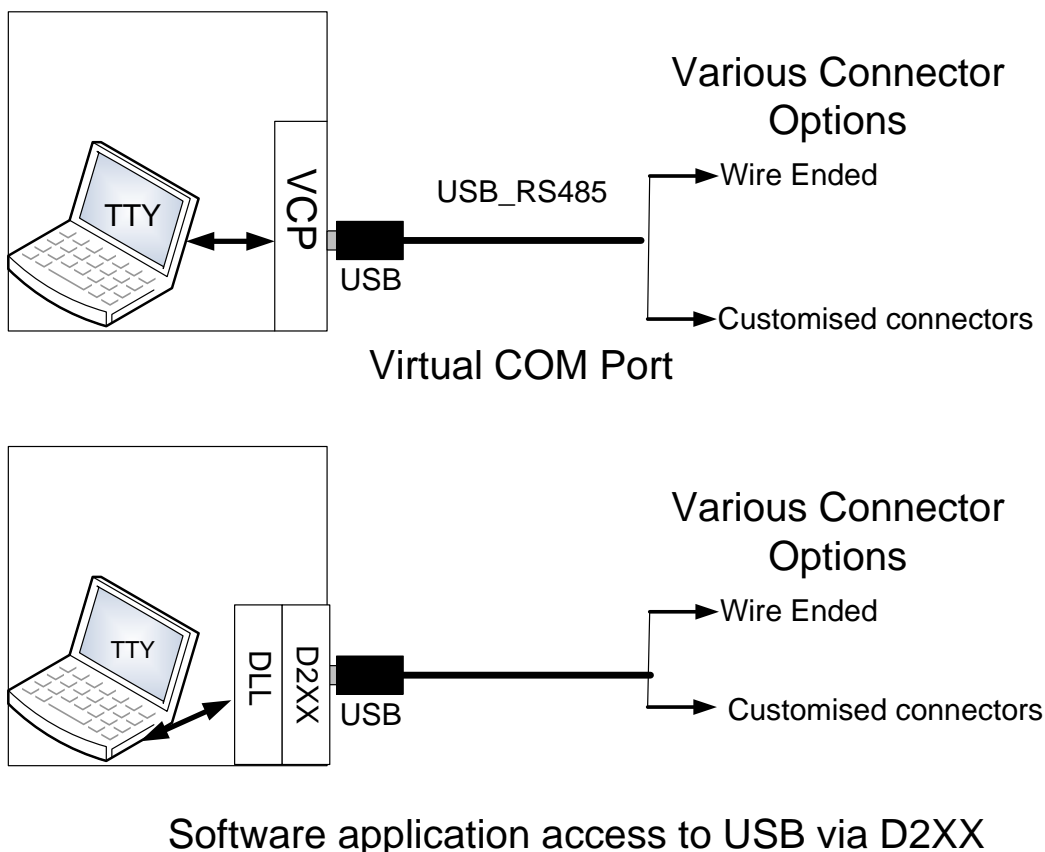 Various Connector
Options
Wire Ended
USB_RS485
TTY
VCP
USB
Customised connectors
Virtual COM Port
Various Connector
Options
Wire Ended
TTY
DLL
D2XX
USB
Customised connectors
Software application access to USB via D2XX